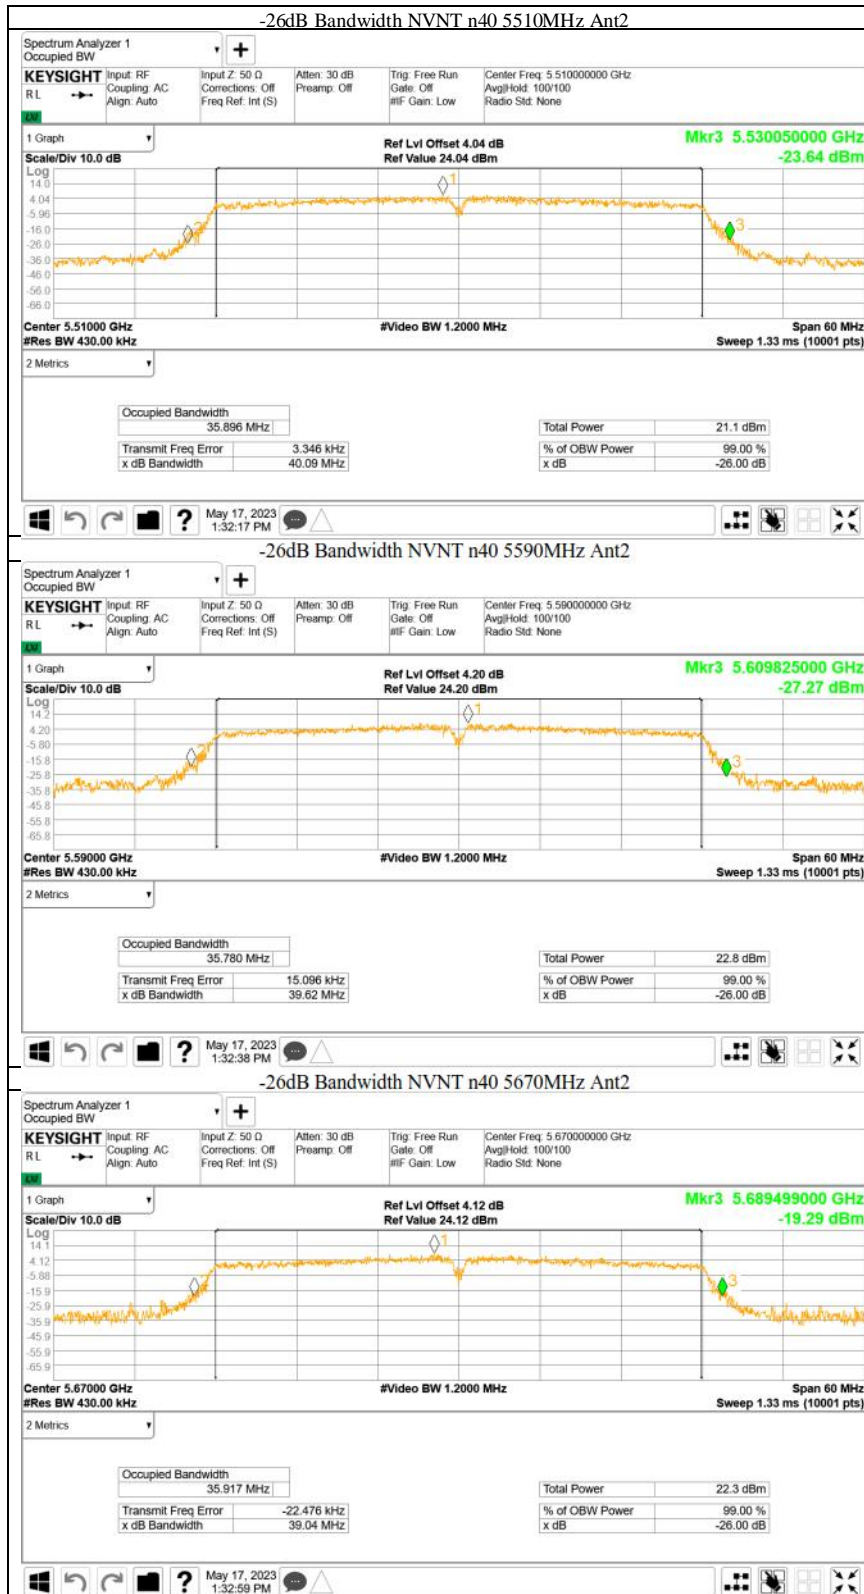 -26dB Bandwidth NVNT n40 5510MHz Ant2
Spectrum Analyzer 1
Occupied BW
KEYSIGHT Input: RF Input Z: 50 Ω Atten: 30 dB Trig: Free Run Center Freq: 5.510000000 GHz
RL Coupling: AC Corrections: Off Preamp: Off Gate: Off Avg|Hold: 100/100
Align: Auto Freq Ref: Int (S) #IF Gain: Low Radio Std: None
1 Graph Ref Lvl Offset 4.04 dB Mkr3 5.530050000 GHz
Scale/Div 10.0 dB Ref Value 24.04 dBm -23.64 dBm
Log
14.0
1
4.04
-5.96
-16.0
3
-26.0
-36.0
-46.0
-56.0
-66.0
Center 5.51000 GHz #Video BW 1.2000 MHz Span 60 MHz
#Res BW 430.00 kHz Sweep 1.33 ms (10001 pts)
2 Metrics
Occupied Bandwidth
35.896 MHz Total Power 21.1 dBm
Transmit Freq Error 3.346 kHz % of OBW Power 99.00 %
x dB Bandwidth 40.09 MHz x dB -26.00 dB
? May 17, 2023
1:32:17 PM
-26dB Bandwidth NVNT n40 5590MHz Ant2
Spectrum Analyzer 1
Occupied BW
KEYSIGHT Input: RF Input Z: 50 Ω Atten: 30 dB Trig: Free Run Center Freq: 5.590000000 GHz
RL Coupling: AC Corrections: Off Preamp: Off Gate: Off Avg|Hold: 100/100
Align: Auto Freq Ref: Int (S) #IF Gain: Low Radio Std: None
1 Graph Ref Lvl Offset 4.20 dB Mkr3 5.609825000 GHz
Scale/Div 10.0 dB Ref Value 24.20 dBm -27.27 dBm
Log
14.2
1
4.20
-5.80
-15.8
3
-25.8
-35.8
-45.8
-55.8
-65.8
Center 5.59000 GHz #Video BW 1.2000 MHz Span 60 MHz
#Res BW 430.00 kHz Sweep 1.33 ms (10001 pts)
2 Metrics
Occupied Bandwidth
35.780 MHz Total Power 22.8 dBm
Transmit Freq Error 15.096 kHz % of OBW Power 99.00 %
x dB Bandwidth 39.62 MHz x dB -26.00 dB
? May 17, 2023
1:32:38 PM
-26dB Bandwidth NVNT n40 5670MHz Ant2
Spectrum Analyzer 1
Occupied BW
KEYSIGHT Input: RF Input Z: 50 Ω Atten: 30 dB Trig: Free Run Center Freq: 5.670000000 GHz
RL Coupling: AC Corrections: Off Preamp: Off Gate: Off Avg|Hold: 100/100
Align: Auto Freq Ref: Int (S) #IF Gain: Low Radio Std: None
1 Graph Ref Lvl Offset 4.12 dB Mkr3 5.689499000 GHz
Scale/Div 10.0 dB Ref Value 24.12 dBm -19.29 dBm
Log
14.1
1
4.12
-5.88
-15.9
3
-25.9
-35.9
-45.9
-55.9
-65.9
Center 5.67000 GHz #Video BW 1.2000 MHz Span 60 MHz
#Res BW 430.00 kHz Sweep 1.33 ms (10001 pts)
2 Metrics
Occupied Bandwidth
35.917 MHz Total Power 22.3 dBm
Transmit Freq Error -22.476 kHz % of OBW Power 99.00 %
x dB Bandwidth 39.04 MHz x dB -26.00 dB
? May 17, 2023
1:32:59 PM